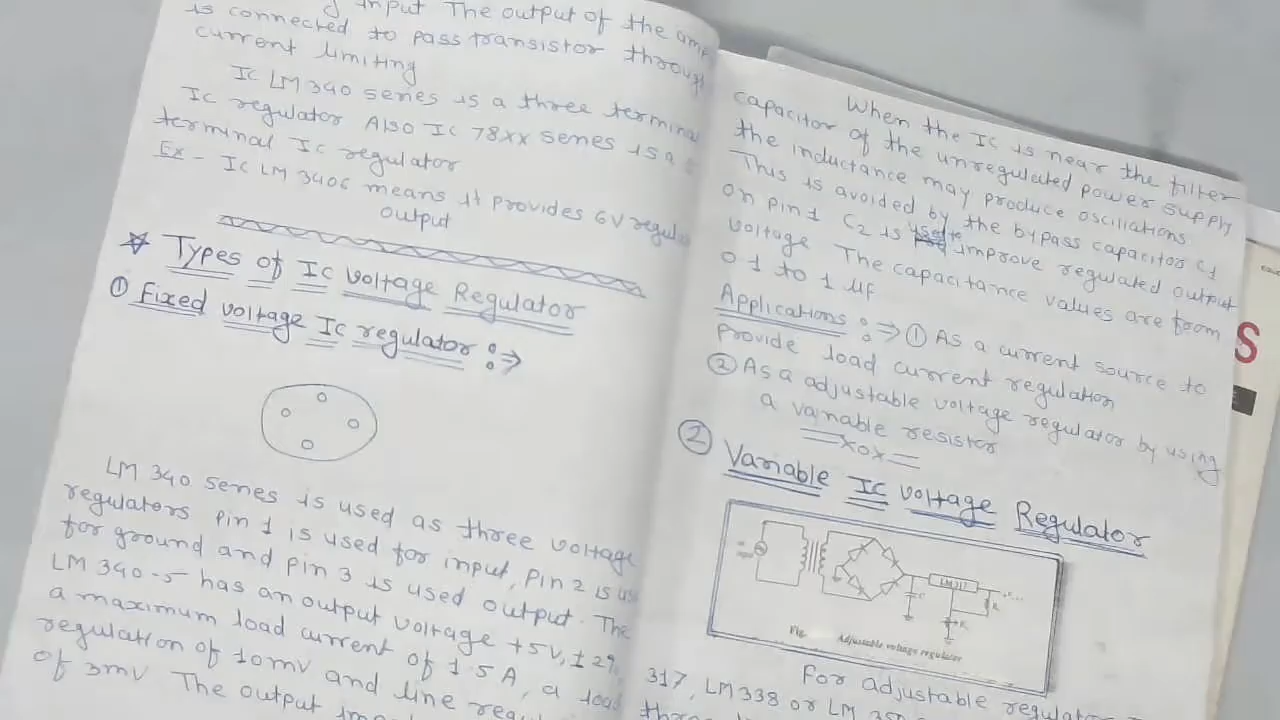 input The output of the amp
is connected to pass transistor through
current limiting
IC LM 340 series is a three terminal
IC regulator Also IC 78xx series is a
terminal IC regulator
Ex - IC LM 3406 means it provides 6V regula
output
Types of IC voltage Regulator
① Fixed voltage IC regulator :⇒
LM 340 series is used as three voltage
regulators Pin 1 is used for input, Pin 2 is us
for ground and pin 3 is used output. The
LM 340-5 has an output voltage +5V, ± 2%,
a maximum load current of 1.5 A, a load
regulation of 10mv and line regu
of 3mv The output
When the IC is near the filter
capacitor of the unregulated power supply
the inductance may produce oscillations
This is avoided by the bypass capacitor C1
on pin 1 C2 is used to improve regulated output
voltage The capacitance values are from
0.1 to 1 μf
Applications :⇒ ① As a current source to
provide load current regulation
② As a adjustable voltage regulator by using
a variable resistor
=xox=
② Variable IC voltage Regulator
LM317
Fig. Adjustable voltage regulator
For adjustable regulator
317, LM 338 or LM
S